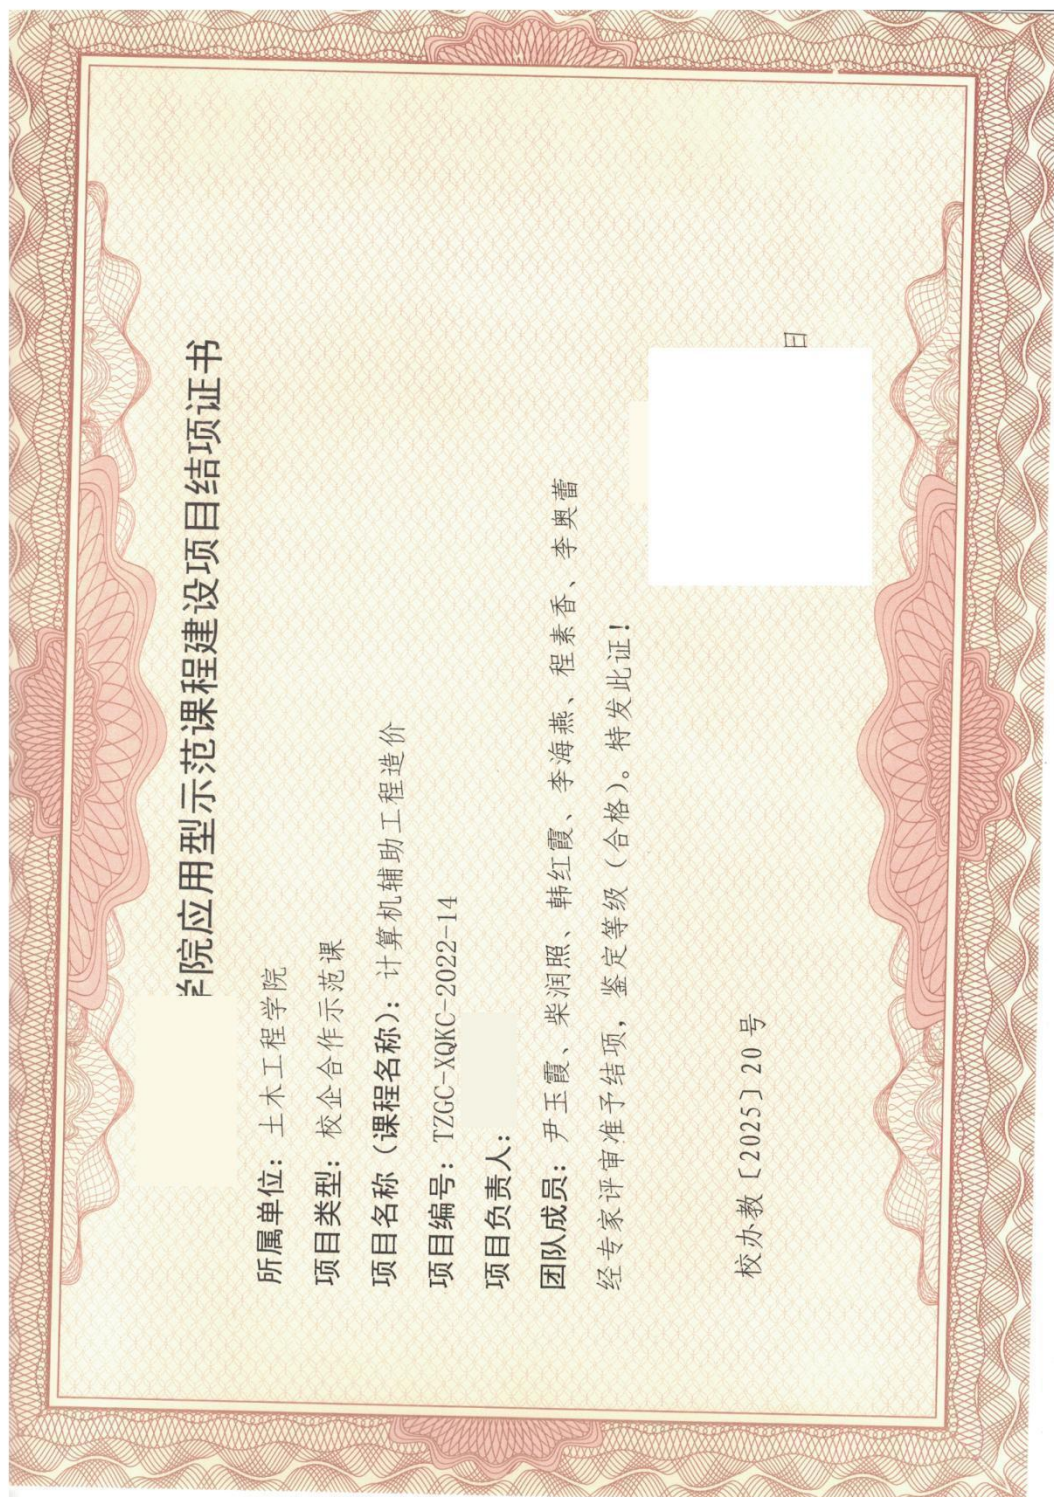 学院应用型示范课程建设项目结项证书
所属单位：土木工程学院
项目类型：校企合作示范课
项目名称（课程名称）：计算机辅助工程造价
项目编号：TZGC-XQKC-2022-14
项目负责人：
团队成员：尹玉霞、柴润照、韩红霞、李海燕、程素香、李奥蕾
经专家评审准予结项，鉴定等级（合格）。特发此证！
校办教〔2025〕20号
日